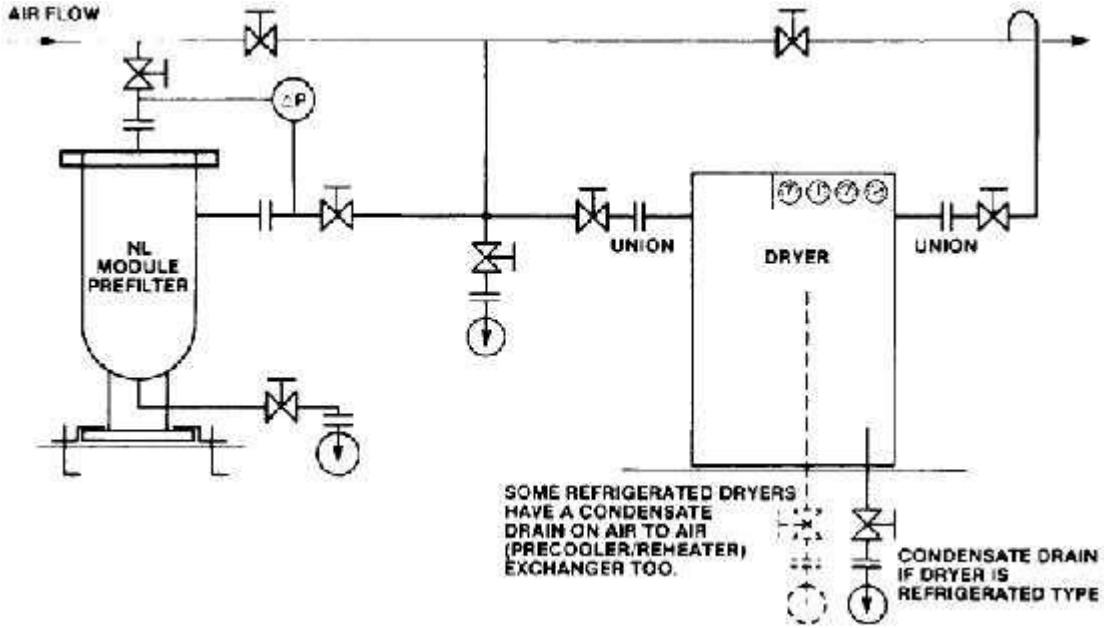 AIR FLOW
△P
NL
MODULE
PREFILTER
UNION
DRYER
UNION
SOME REFRIGERATED DRYERS
HAVE A CONDENSATE
DRAIN ON AIR TO AIR
(PRECOOLER/REHEATER)
EXCHANGER TOO.
CONDENSATE DRAIN
IF DRYER IS
REFRIGERATED TYPE